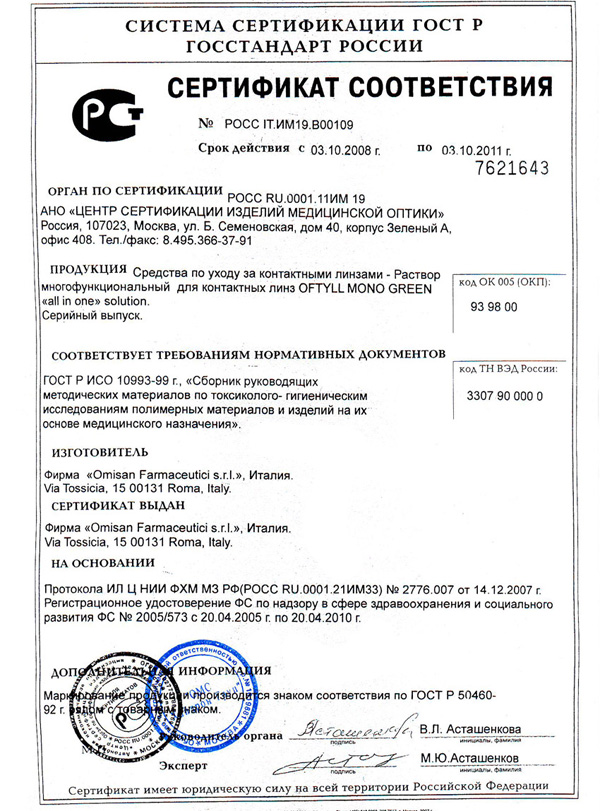 СИСТЕМА СЕРТИФИКАЦИИ ГОСТ Р
ГОССТАНДАРТ РОССИИ
СЕРТИФИКАТ СООТВЕТСТВИЯ
№ РОСС IT.ИМ19.В00109
Срок действия с 03.10.2008 г. по 03.10.2011 г.
7621643
ОРГАН ПО СЕРТИФИКАЦИИ РОСС RU.0001.11ИМ 19
АНО «ЦЕНТР СЕРТИФИКАЦИИ ИЗДЕЛИЙ МЕДИЦИНСКОЙ ОПТИКИ»
Россия, 107023, Москва, ул. Б. Семеновская, дом 40, корпус Зеленый А,
офис 408. Тел./факс: 8.495.366-37-91
ПРОДУКЦИЯ Средства по уходу за контактными линзами - Раствор
многофункциональный для контактных линз OFTYLL MONO GREEN
«all in one» solution.
Серийный выпуск.
код ОК 005 (ОКП):
93 98 00
СООТВЕТСТВУЕТ ТРЕБОВАНИЯМ НОРМАТИВНЫХ ДОКУМЕНТОВ
ГОСТ Р ИСО 10993-99 г., «Сборник руководящих
методических материалов по токсиколого- гигиеническим
исследованиям полимерных материалов и изделий на их
основе медицинского назначения».
код ТН ВЭД России:
3307 90 000 0
ИЗГОТОВИТЕЛЬ
Фирма «Omisan Farmaceutici s.r.l.», Италия.
Via Tossicia, 15 00131 Roma, Italy.
СЕРТИФИКАТ ВЫДАН
Фирма «Omisan Farmaceutici s.r.l.», Италия.
Via Tossicia, 15 00131 Roma, Italy.
НА ОСНОВАНИИ
Протокола ИЛ Ц НИИ ФХМ МЗ РФ(РОСС RU.0001.21ИМ33) № 2776.007 от 14.12.2007 г.
Регистрационное удостоверение ФС по надзору в сфере здравоохранения и социального
развития ФС № 2005/573 с 20.04.2005 г. по 20.04.2010 г.
ДОПОЛНИТЕЛЬНАЯ ИНФОРМАЦИЯ
Маркирование продукции производится знаком соответствия по ГОСТ Р 50460-
92 г. рядом с товарным знаком.
Руководитель органа
подпись
В.Л. Асташенкова
инициалы, фамилия
Эксперт
подпись
М.Ю.Асташенков
инициалы, фамилия
Сертификат имеет юридическую силу на всей территории Российской Федерации